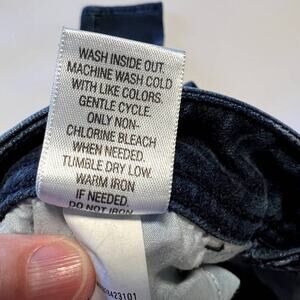 WASH INSIDE OUT.
MACHINE WASH COLD
WITH LIKE COLORS.
GENTLE CYCLE.
ONLY NON-
CHLORINE BLEACH
WHEN NEEDED.
TUMBLE DRY LOW.
WARM IRON
IF NEEDED.
DO NOT IRON